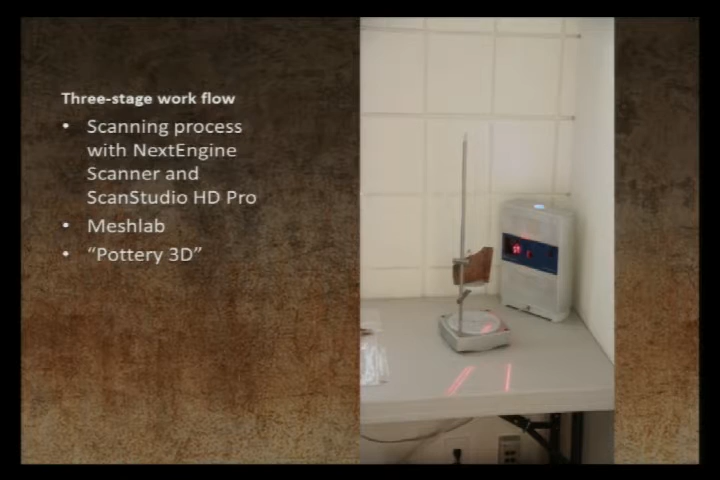 Three-stage work flow
• Scanning process
with NextEngine
Scanner and
ScanStudio HD Pro
• Meshlab
• “Pottery 3D”